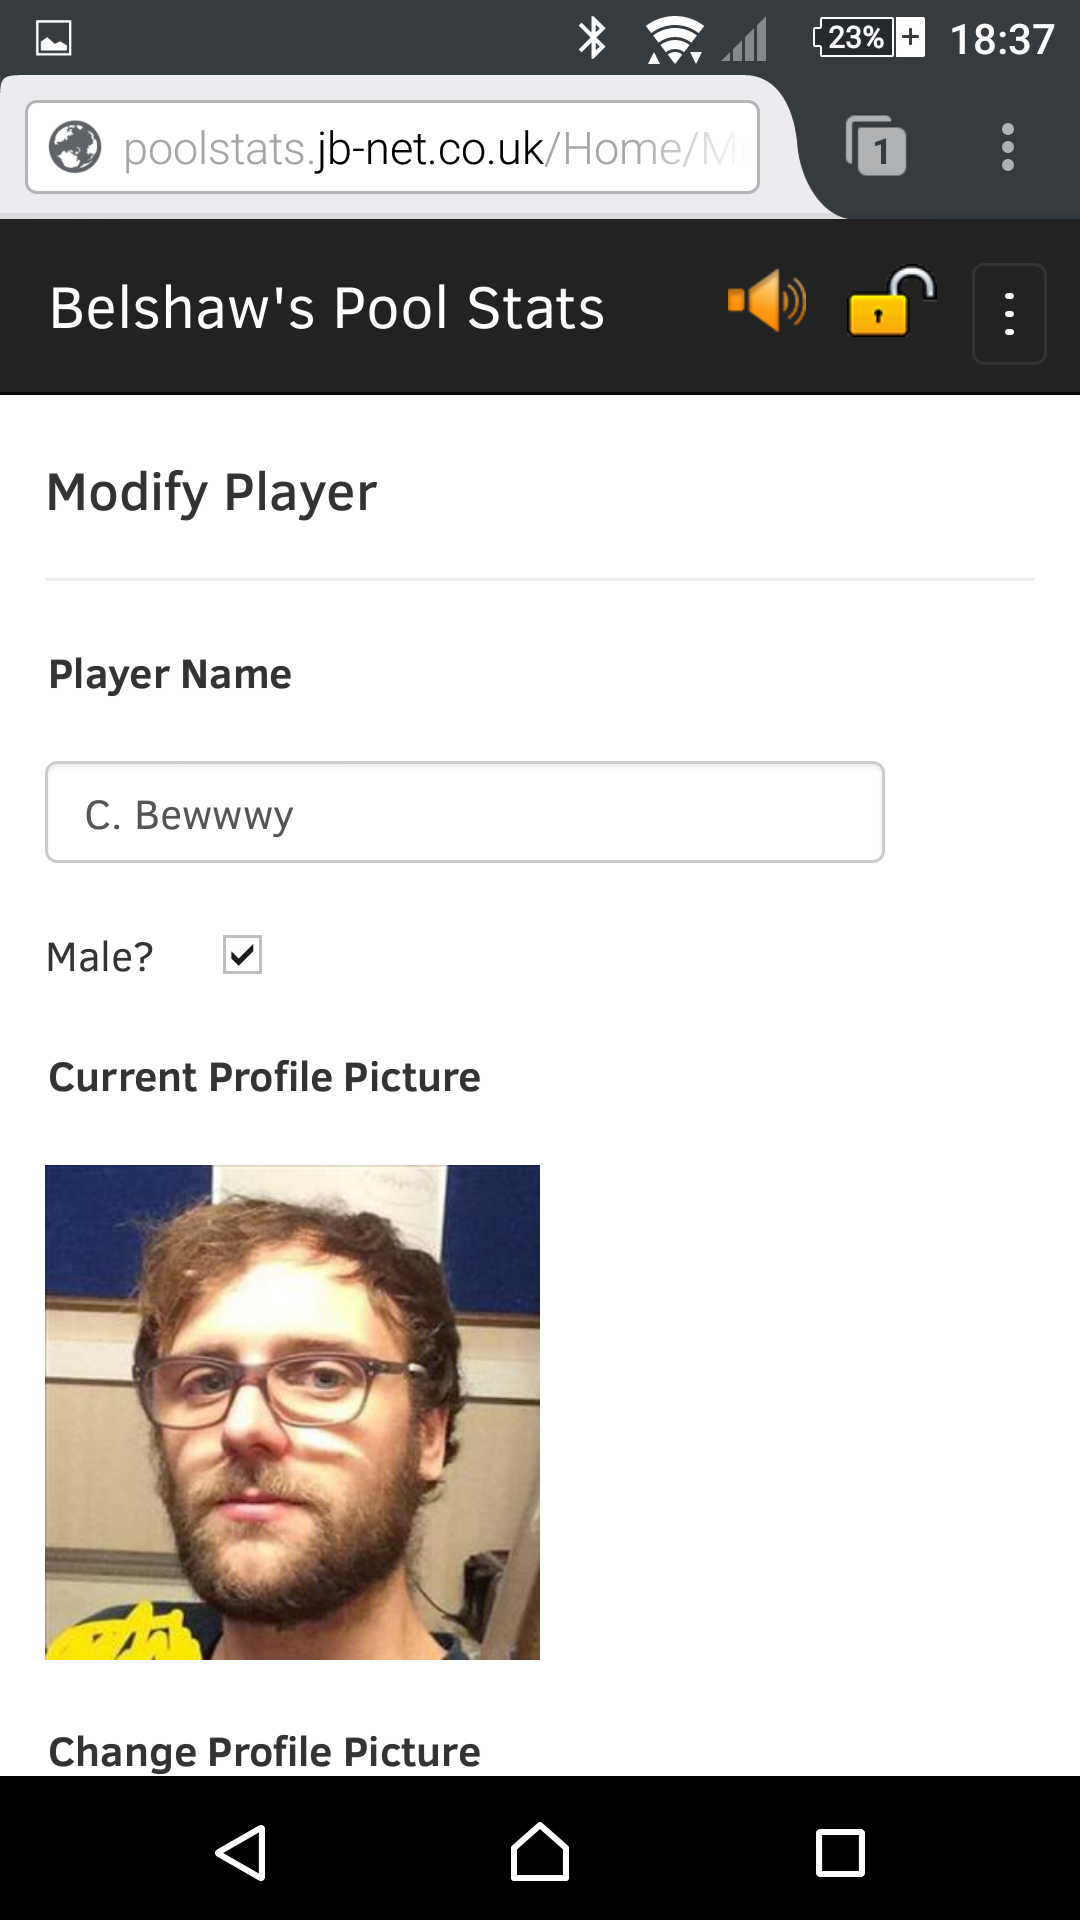 23% 18:37
poolstats.jb-net.co.uk/Home/M
1
Belshaw's Pool Stats
Modify Player
Player Name
C. Bewwwy
Male?
Current Profile Picture
Change Profile Picture